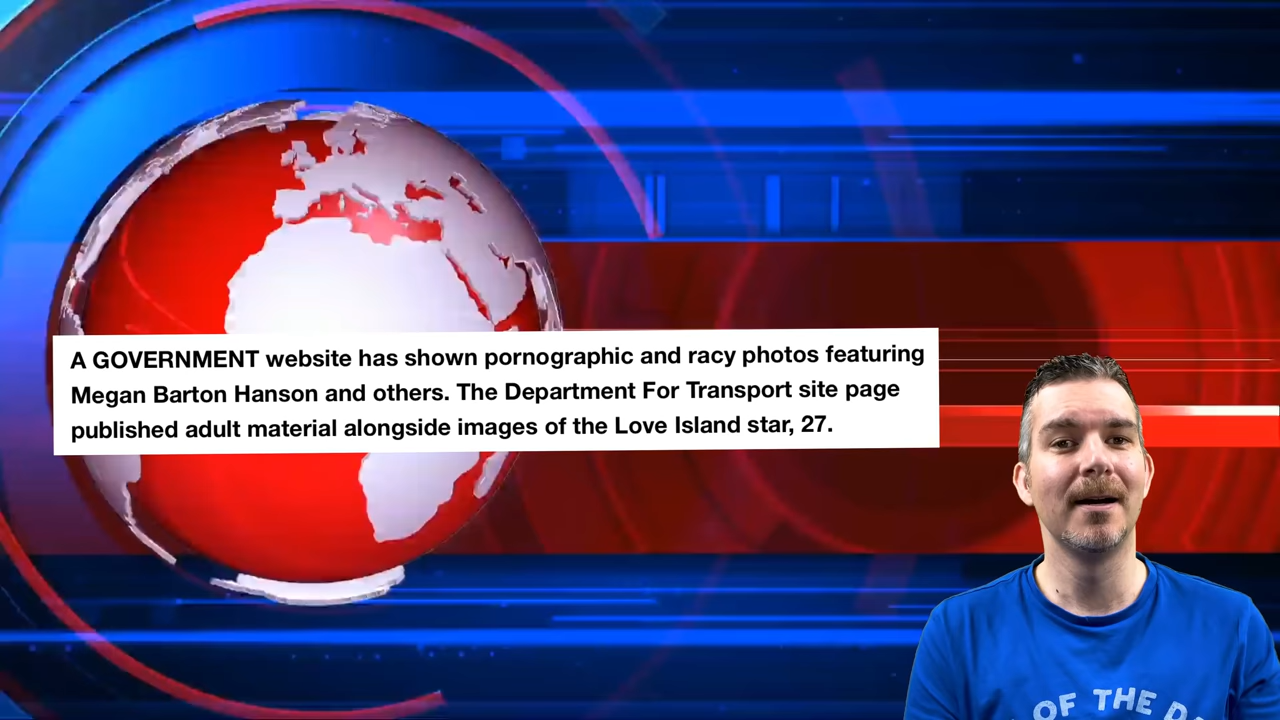 A GOVERNMENT website has shown pornographic and racy photos featuring
Megan Barton Hanson and others. The Department For Transport site page
published adult material alongside images of the Love Island star, 27.
OF THE D